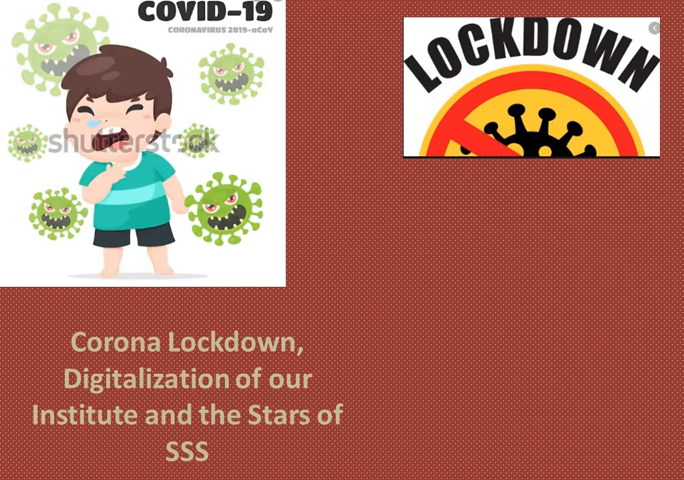 COVID-19
CORONAVIRUS 2019-nCoV
shutterstock
LOCKDOWN
Corona Lockdown,
Digitalization of our
Institute and the Stars of
SSS